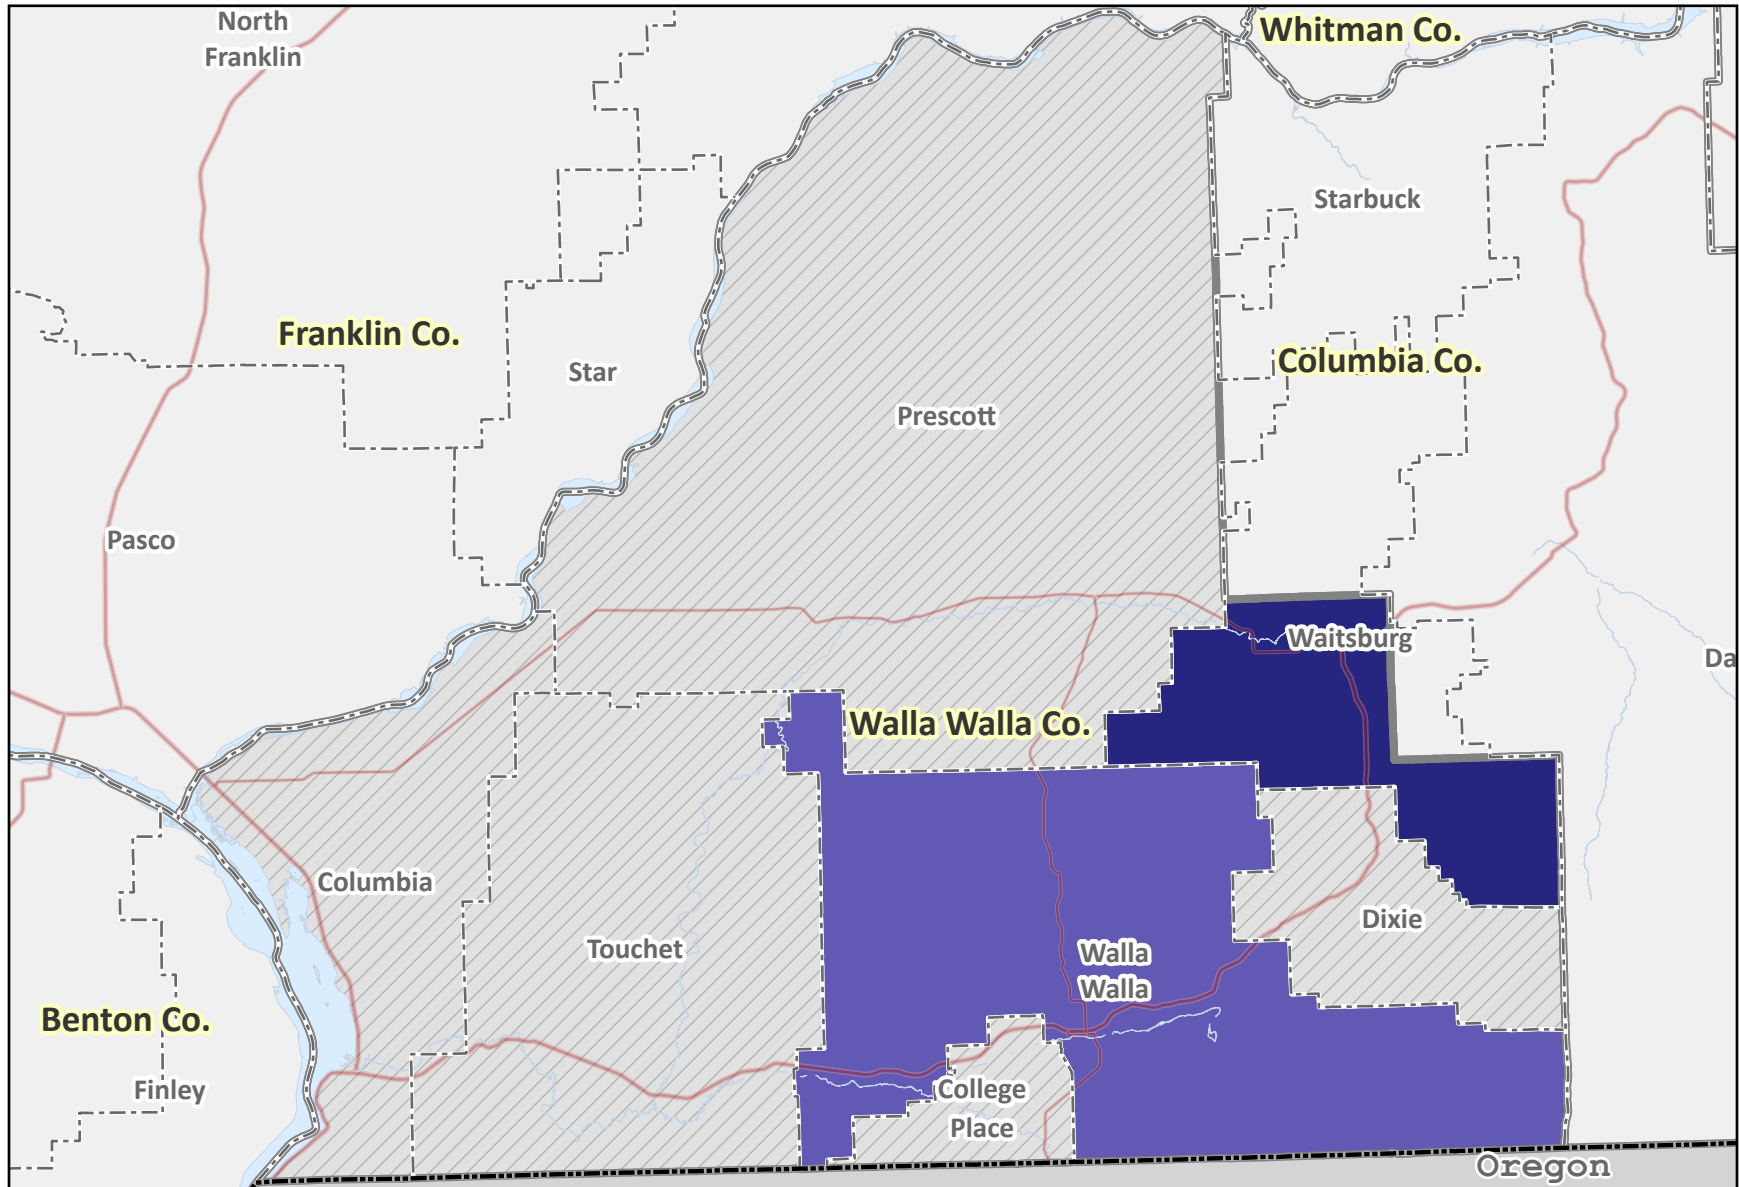 North
Franklin
Whitman Co.
Starbuck
Franklin Co.
Columbia Co.
Star
Prescott
Pasco
Waitsburg
Da
Walla Walla Co.
Columbia
Dixie
Touchet
Walla
Walla
Benton Co.
Finley
College
Place
Oregon